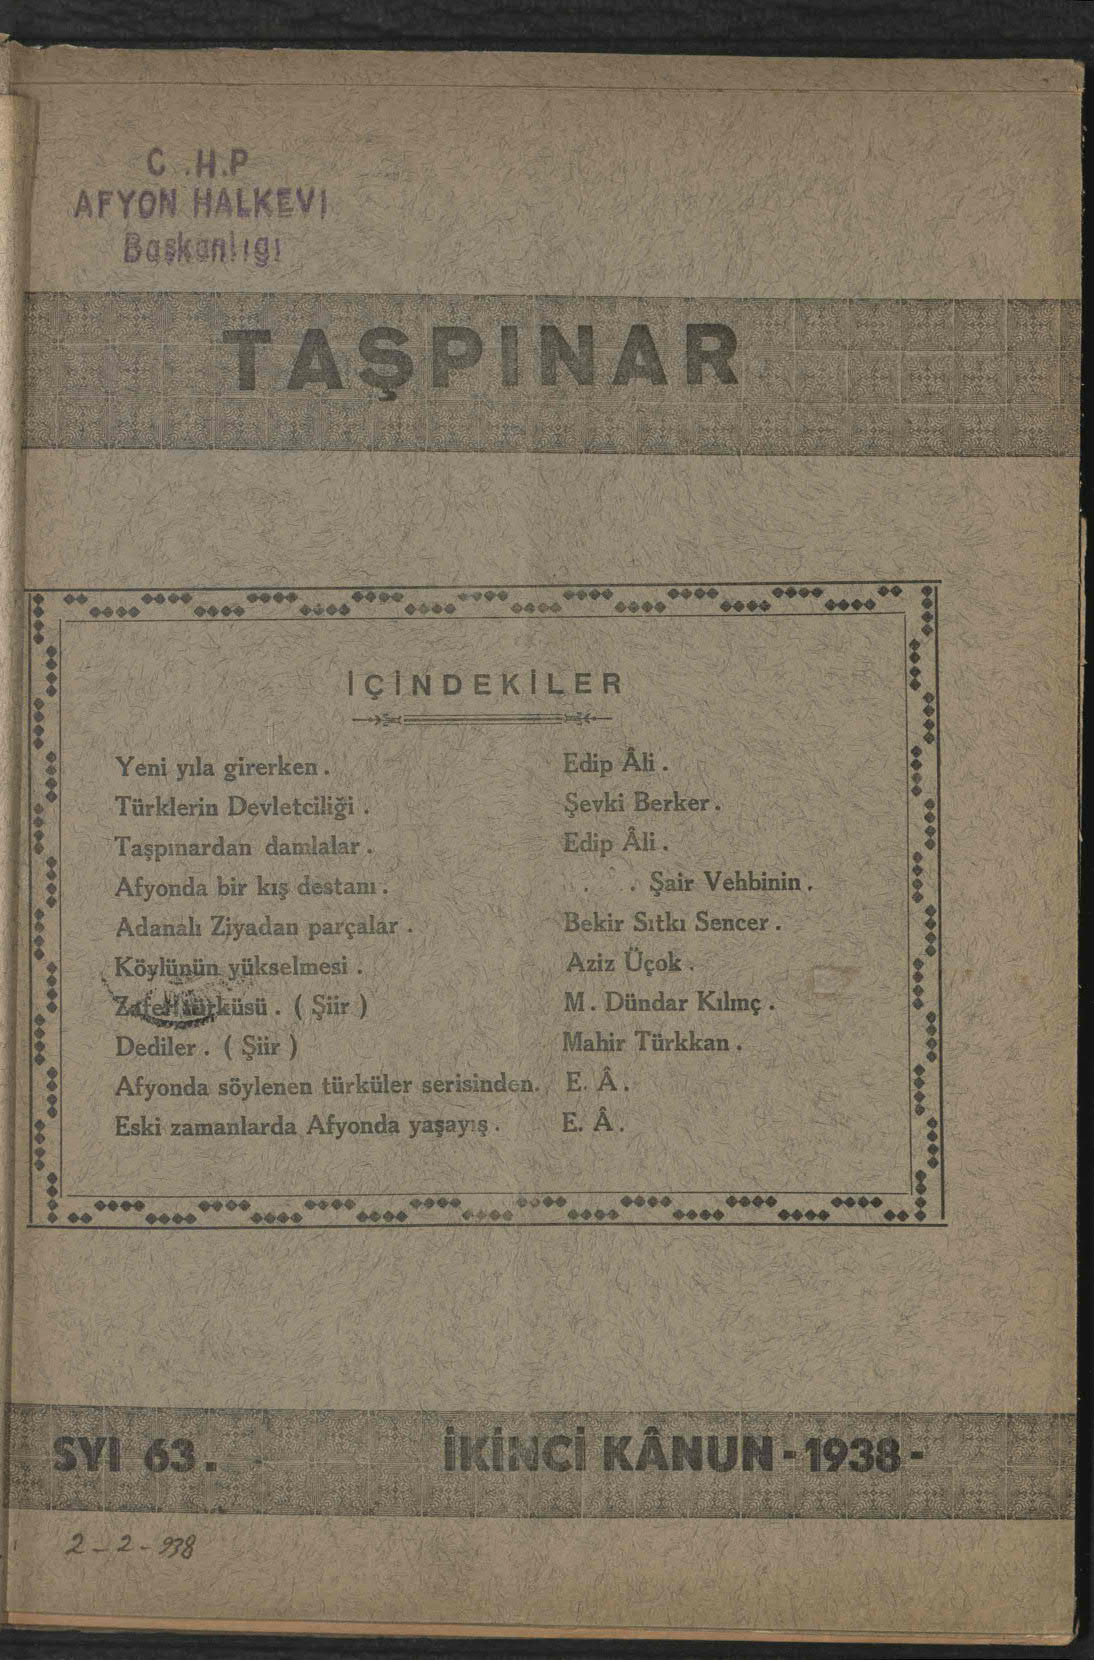 C.H.P
AFYON HALKEVİ
Başkanlığı
TAŞPINAR
İÇİNDEKİLER
Yeni yıla girerken. Edip Âli.
Türklerin Devletciliği. Şevki Berker.
Taşpınardan damlalar. Edip Âli.
Afyonda bir kış destanı. . . . Şair Vehbinin.
Adanalı Ziyadan parçalar. Bekir Sıtkı Sencer.
Köylünün yükselmesi. Aziz Üçok.
Zafer türküsü. ( Şiir ) M. Dündar Kılınç.
Dediler. ( Şiir ) Mahir Türkkan.
Afyonda söylenen türküler serisinden. E. Â.
Eski zamanlarda Afyonda yaşayış. E. Â.
SYI 63. İKİNCİ KÂNUN - 1938 -
2 - 2 - 938